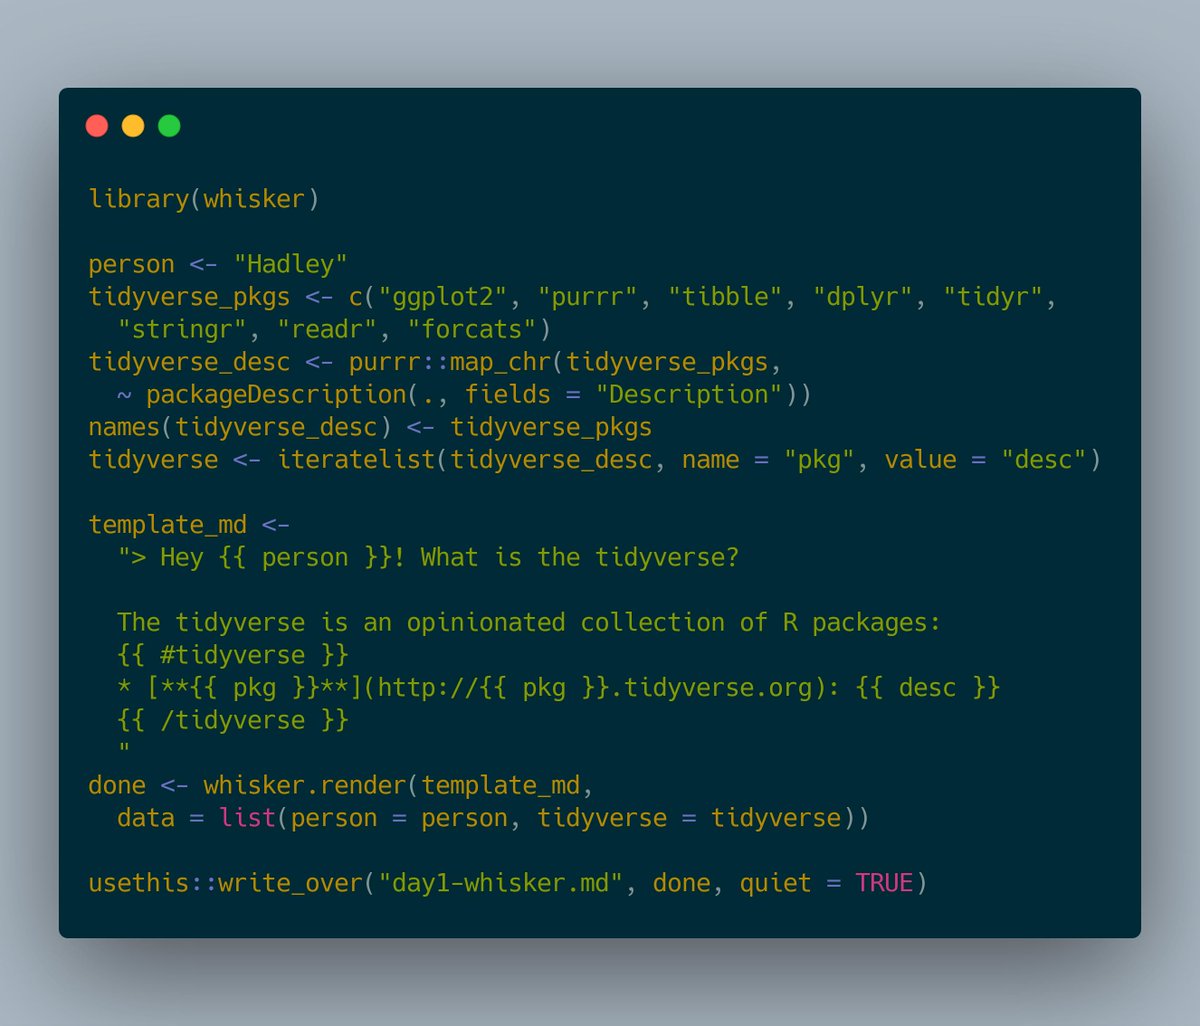 library(whisker)
person <- "Hadley"
tidyverse_pkgs <- c("ggplot2", "purrr", "tibble", "dplyr", "tidyr",
  "stringr", "readr", "forcats")
tidyverse_desc <- purrr::map_chr(tidyverse_pkgs,
  ~ packageDescription(., fields = "Description"))
names(tidyverse_desc) <- tidyverse_pkgs
tidyverse <- iteratelist(tidyverse_desc, name = "pkg", value = "desc")
template_md <-
  "> Hey {{ person }}! What is the tidyverse?
  The tidyverse is an opinionated collection of R packages:
  {{ #tidyverse }}
  * [**{{ pkg }}**](http://{{ pkg }}.tidyverse.org): {{ desc }}
  {{ /tidyverse }}
  "
done <- whisker.render(template_md,
  data = list(person = person, tidyverse = tidyverse))
usethis::write_over("day1-whisker.md", done, quiet = TRUE)